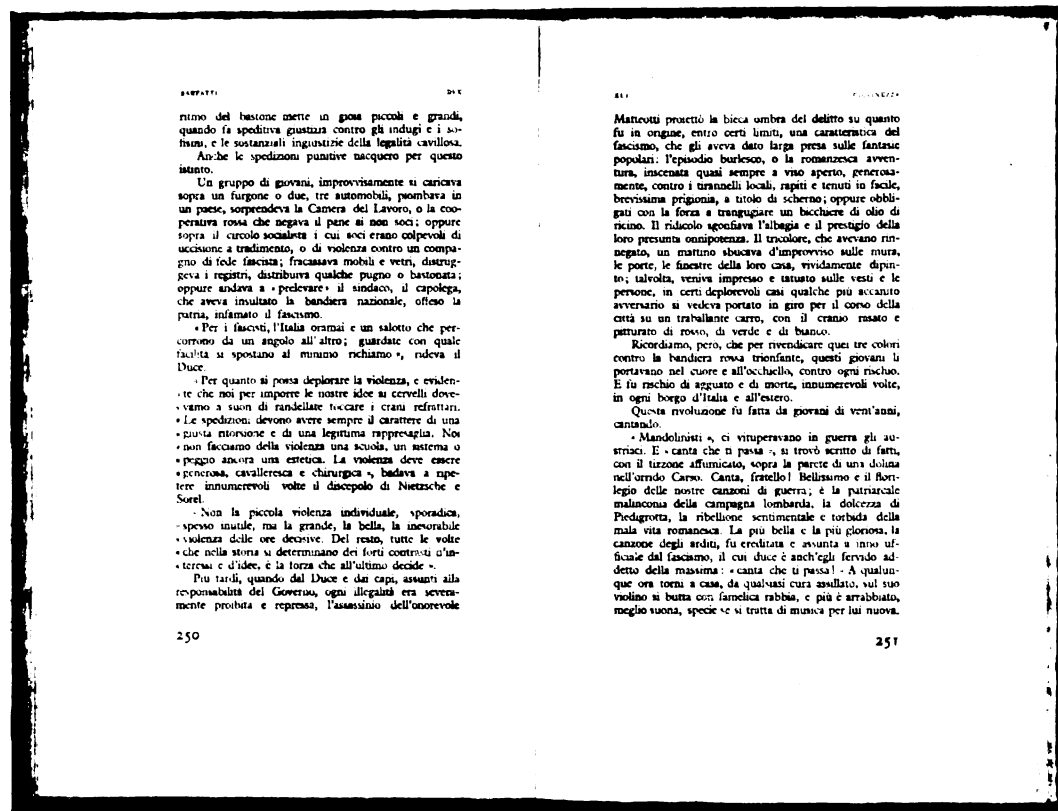 SARFATTI
DUX
ritmo del bastone mette in gioia piccoli e grandi,
quando fa speditiva giustizia contro gli indugi e i so-
fismi, e le sostanziali ingiustizie della legalità cavillosa.
Anche le spedizioni punitive nacquero per questo
istinto.
Un gruppo di giovani, improvvisamente si caricava
sopra un furgone o due, tre automobili, piombava in
un paese, sorprendeva la Camera del Lavoro, o la coo-
perativa rossa che negava il pane ai non soci; oppure
sopra il circolo socialista i cui soci erano colpevoli di
uccisione a tradimento, o di violenza contro un compa-
gno di fede fascista; fracassava mobili e vetri, distrug-
geva i registri, distribuiva qualche pugno o bastonata;
oppure andava a « prelevare » il sindaco, il capolega,
che aveva insultato la bandiera nazionale, offeso la
patria, infamato il fascismo.
« Per i fascisti, l'Italia oramai è un salotto che per-
corrono da un angolo all'altro; guardate con quale
facilità si spostano al minimo richiamo », rideva il
Duce.
« Per quanto si possa deplorare la violenza, è eviden-
« te che noi per imporre le nostre idee ai cervelli dove-
« vamo a suon di randellate toccare i crani refrattari.
« Le spedizioni devono avere sempre il carattere di una
« giusta ritorsione e di una legittima rappresaglia. Noi
« non facciamo della violenza una scuola, un sistema o
« peggio ancora una estetica. La violenza deve essere
« generosa, cavalleresca e chirurgica », badava a ripe-
tere innumerevoli volte il discepolo di Nietzsche e
Sorel.
« Non la piccola violenza individuale, sporadica,
« spesso inutile, ma la grande, la bella, la inesorabile
« violenza delle ore decisive. Del resto, tutte le volte
« che nella storia si determinano dei forti contrasti d'in-
« teressi e d'idee, è la forza che all'ultimo decide ».
Più tardi, quando dal Duce e dai capi, assunti alla
responsabilità del Governo, ogni illegalità era severa-
mente proibita e repressa, l'assassinio dell'onorevole
250
Matteotti proiettò la bieca ombra del delitto su quanto
fu in origine, entro certi limiti, una caratteristica del
fascismo, che gli aveva dato larga presa sulle fantasie
popolari: l'episodio burlesco, o la romanzesca avven-
tura, inscenata quasi sempre a viso aperto, generosa-
mente, contro i tirannelli locali, rapiti e tenuti in facile,
brevissima prigionia, a titolo di scherno; oppure obbli-
gati con la forza a trangugiare un bicchiere di olio di
ricino. Il ridicolo sgonfiava l'albagia e il prestigio della
loro presunta onnipotenza. Il tricolore, che avevano rin-
negato, un mattino sbucava d'improvviso sulle mura,
le porte, le finestre della loro casa, vividamente dipin-
to; talvolta, veniva impresso e tatuato sulle vesti e le
persone, in certi deplorevoli casi qualche più accanito
avversario si vedeva portato in giro per il corso della
città su un traballante carro, con il cranio rasato e
pitturato di rosso, di verde e di bianco.
Ricordiamo, però, che per rivendicare quei tre colori
contro la bandiera rossa trionfante, questi giovani li
portavano nel cuore e all'occhiello, contro ogni rischio.
E fu rischio di agguato e di morte, innumerevoli volte,
in ogni borgo d'Italia e all'estero.
Questa rivoluzione fu fatta da giovani di vent'anni,
cantando.
« Mandolinisti », ci vituperavano in guerra gli au-
striaci. E « canta che ti passa », si trovò scritto di fatti,
con il tizzone affumicato, sopra la parete di una dolina
nell'orrido Carso. Canta, fratello! Bellissimo è il flori-
legio delle nostre canzoni di guerra; è la patriarcale
malinconia della campagna lombarda, la dolcezza di
Piedigrotta, la ribellione sentimentale e torbida della
mala vita romanesca. La più bella e la più gloriosa, la
canzone degli arditi, fu ereditata e assunta a inno uf-
ficiale dal fascismo, il cui duce è anch'egli fervido ad-
detto della massima: « canta che ti passa! » A qualun-
que ora torni a casa, da qualsiasi cura assillato, sul suo
violino si butta con famelica rabbia, e più è arrabbiato,
meglio suona, specie se si tratta di musica per lui nuova.
251